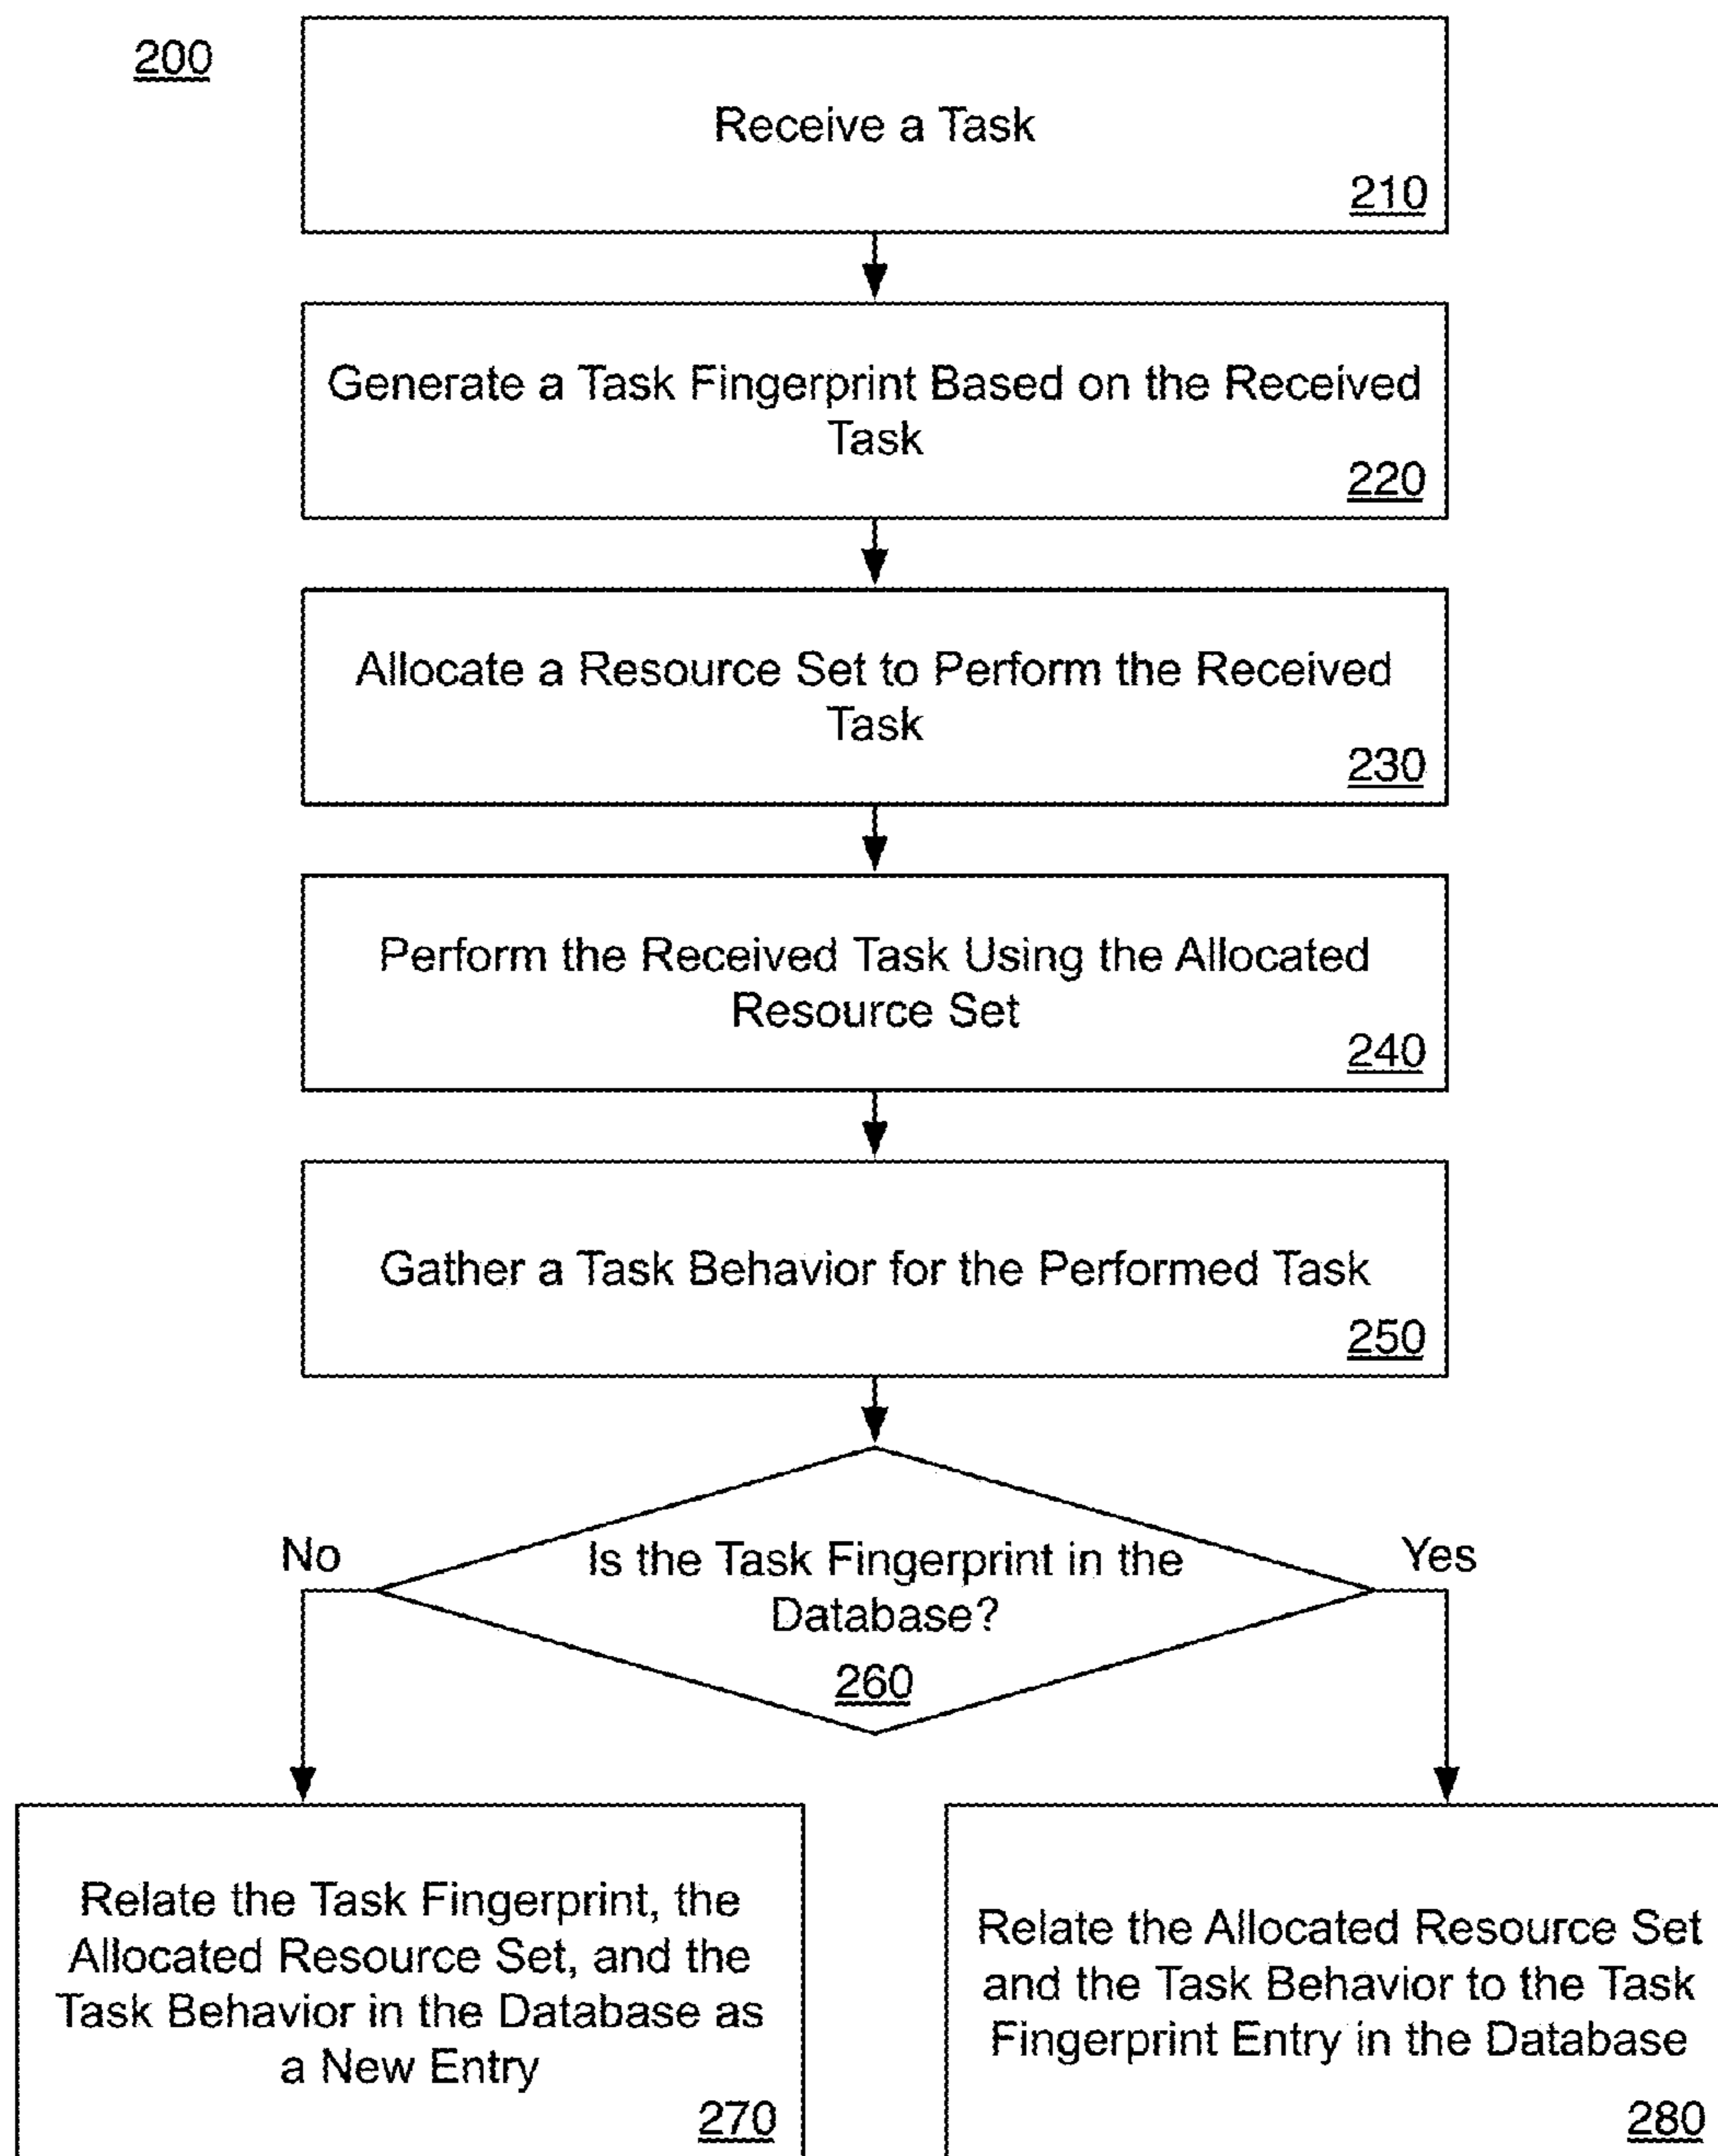 200
Receive a Task
210
Generate a Task Fingerprint Based on the Received
Task
220
Allocate a Resource Set to Perform the Received
Task
230
Perform the Received Task Using the Allocated
Resource Set
240
Gather a Task Behavior for the Performed Task
250
No
Is the Task Fingerprint in the
Database?
260
Yes
Relate the Task Fingerprint, the
Allocated Resource Set, and the
Task Behavior in the Database as
a New Entry
270
Relate the Allocated Resource Set
and the Task Behavior to the Task
Fingerprint Entry in the Database
280